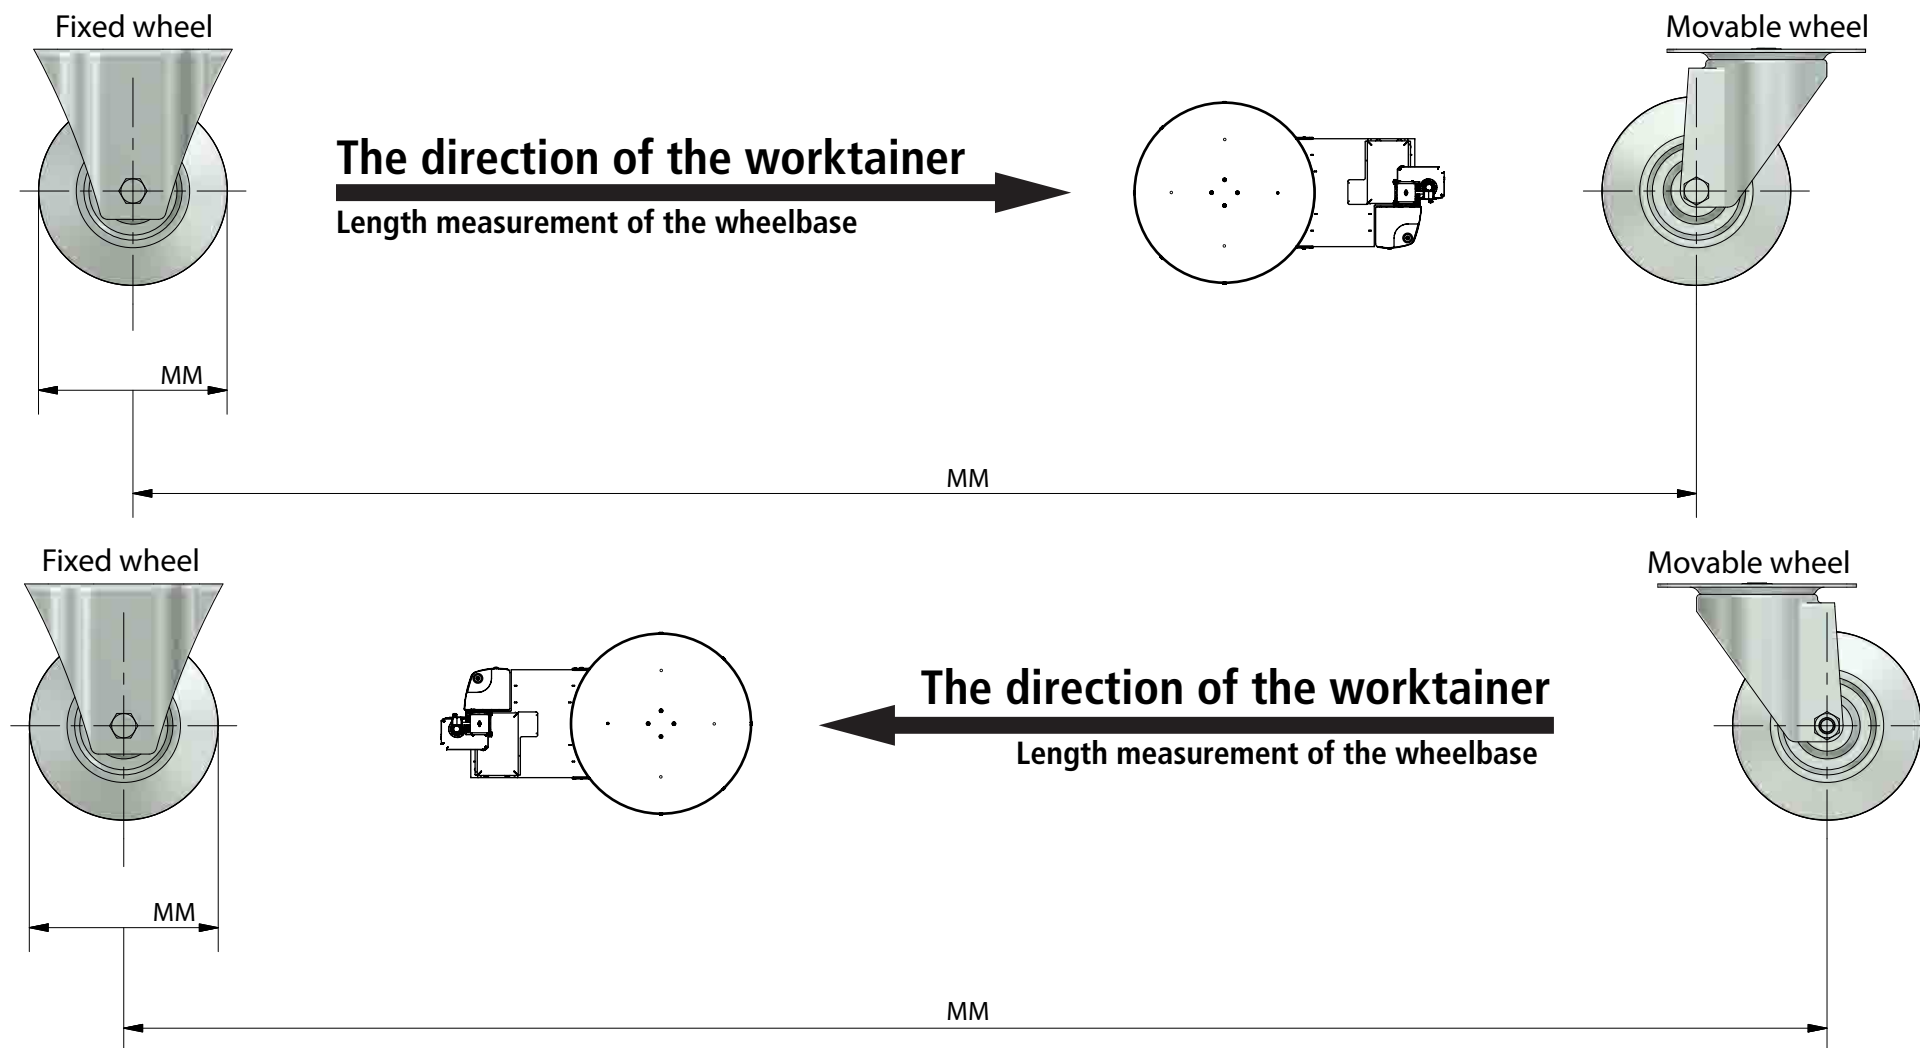 Fixed wheel
Movable wheel
The direction of the worktainer
Length measurement of the wheelbase
MM
MM
Fixed wheel
Movable wheel
The direction of the worktainer
Length measurement of the wheelbase
MM
MM